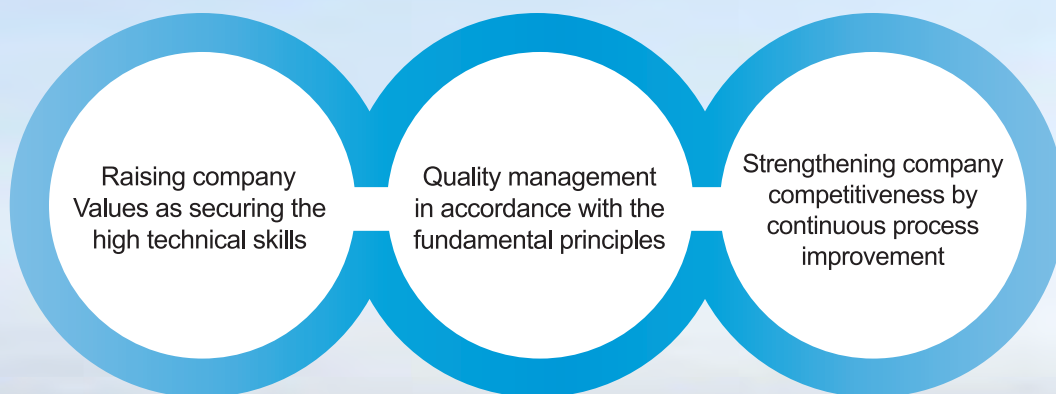 Raising company
Values as securing the
high technical skills
Quality management
in accordance with the
fundamental principles
Strengthening company
competitiveness by
continuous process
improvement